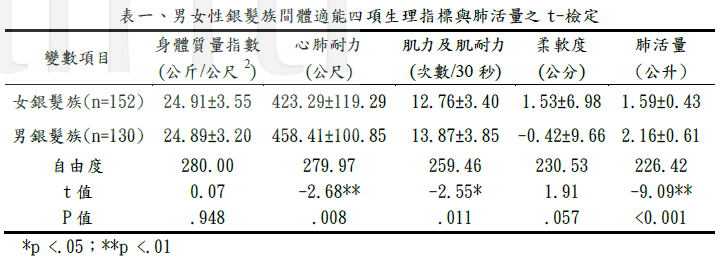 表一、男女性銀髮族間體適能四項生理指標與肺活量之 t-檢定
變數項目 身體質量指數 (公斤/公尺²) 心肺耐力 (公尺) 肌力及肌耐力 (次數/30 秒) 柔軟度 (公分) 肺活量 (公升)
女銀髮族(n=152) 24.91±3.55 423.29±119.29 12.76±3.40 1.53±6.98 1.59±0.43
男銀髮族(n=130) 24.89±3.20 458.41±100.85 13.87±3.85 -0.42±9.66 2.16±0.61
自由度 280.00 279.97 259.46 230.53 226.42
t 值 0.07 -2.68** -2.55* 1.91 -9.09**
P 值 .948 .008 .011 .057 <0.001
*p <.05；**p <.01